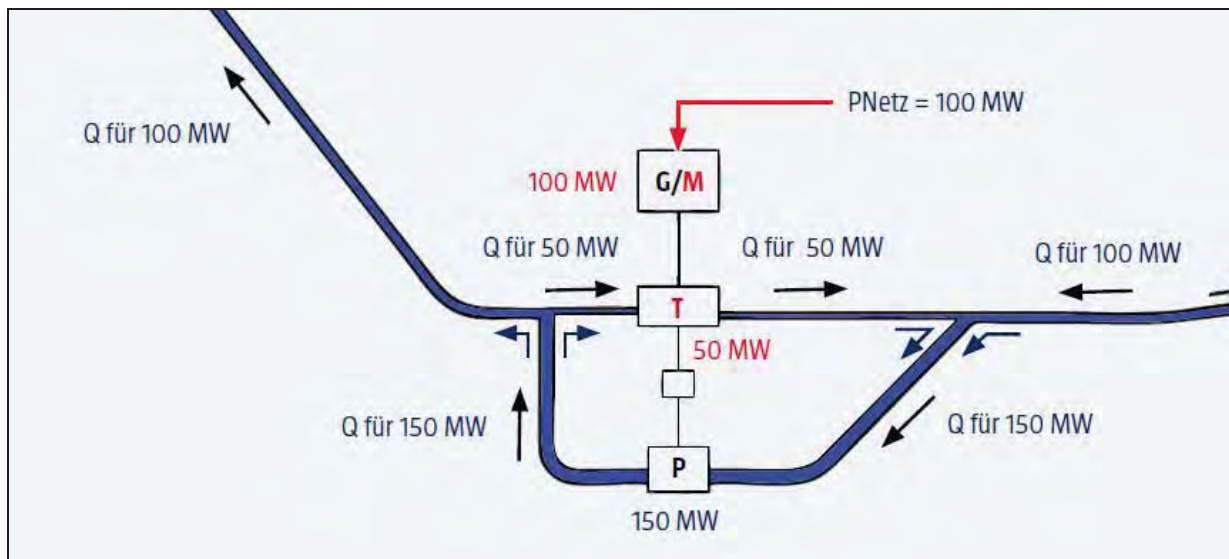 PNetz = 100 MW
Q für 100 MW
G/M
100 MW
Q für 50 MW
Q für 50 MW
Q für 100 MW
T
50 MW
Q für 150 MW
Q für 150 MW
P
150 MW